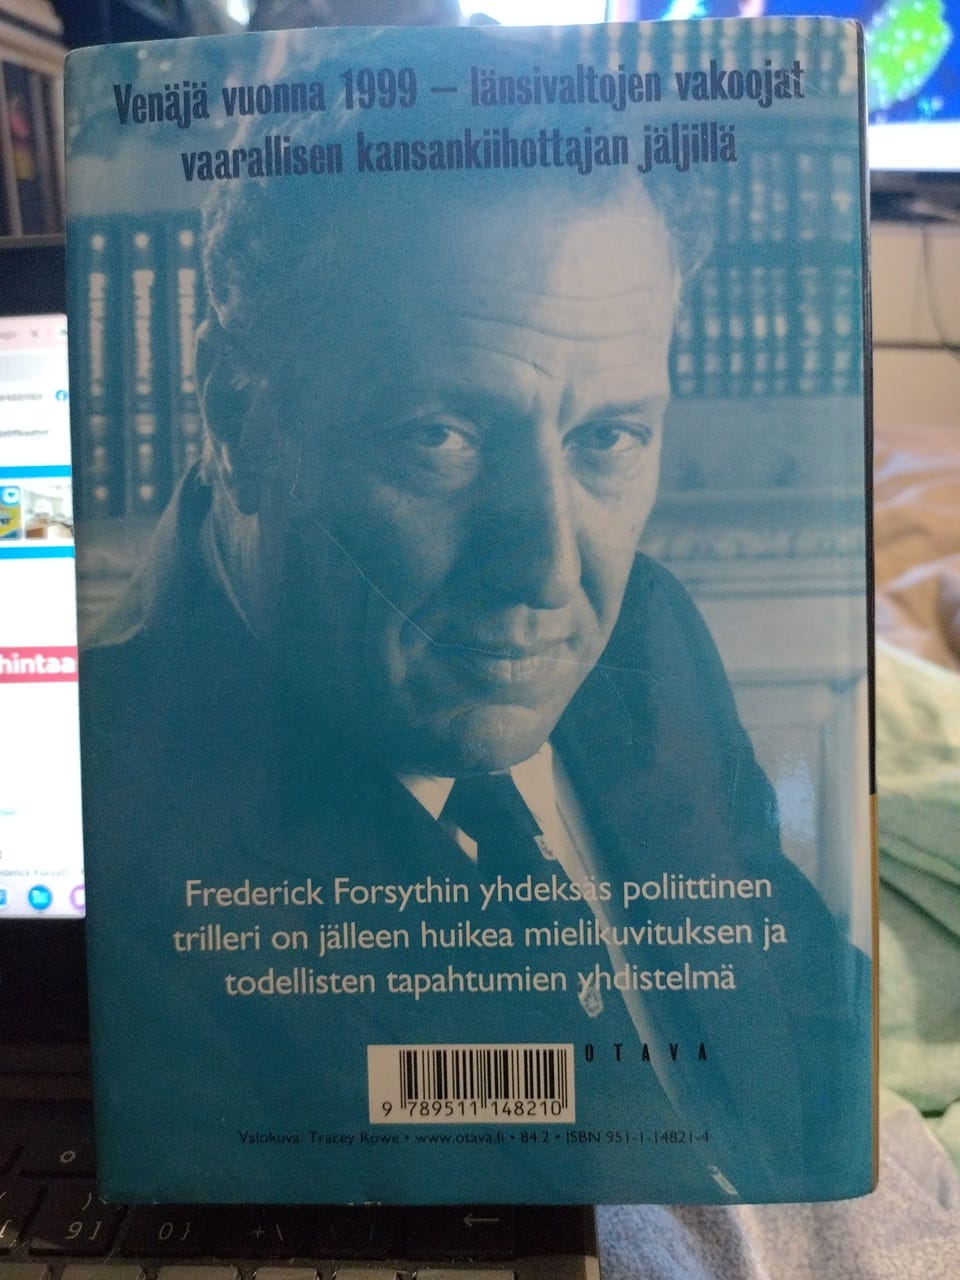 Venäjä vuonna 1999 – länsivaltojen vakoojat
vaarallisen kansankiihottajan jäljillä
hintaa
Frederick Forsythin yhdeksäs poliittinen
trilleri on jälleen huikea mielikuvituksen ja
todellisten tapahtumien yhdistelmä
OTAVA
9 789511 148210
Valokuva: Tracey Rowe • www.otava.fi • 84.2 • ISBN 951-1-14821-4